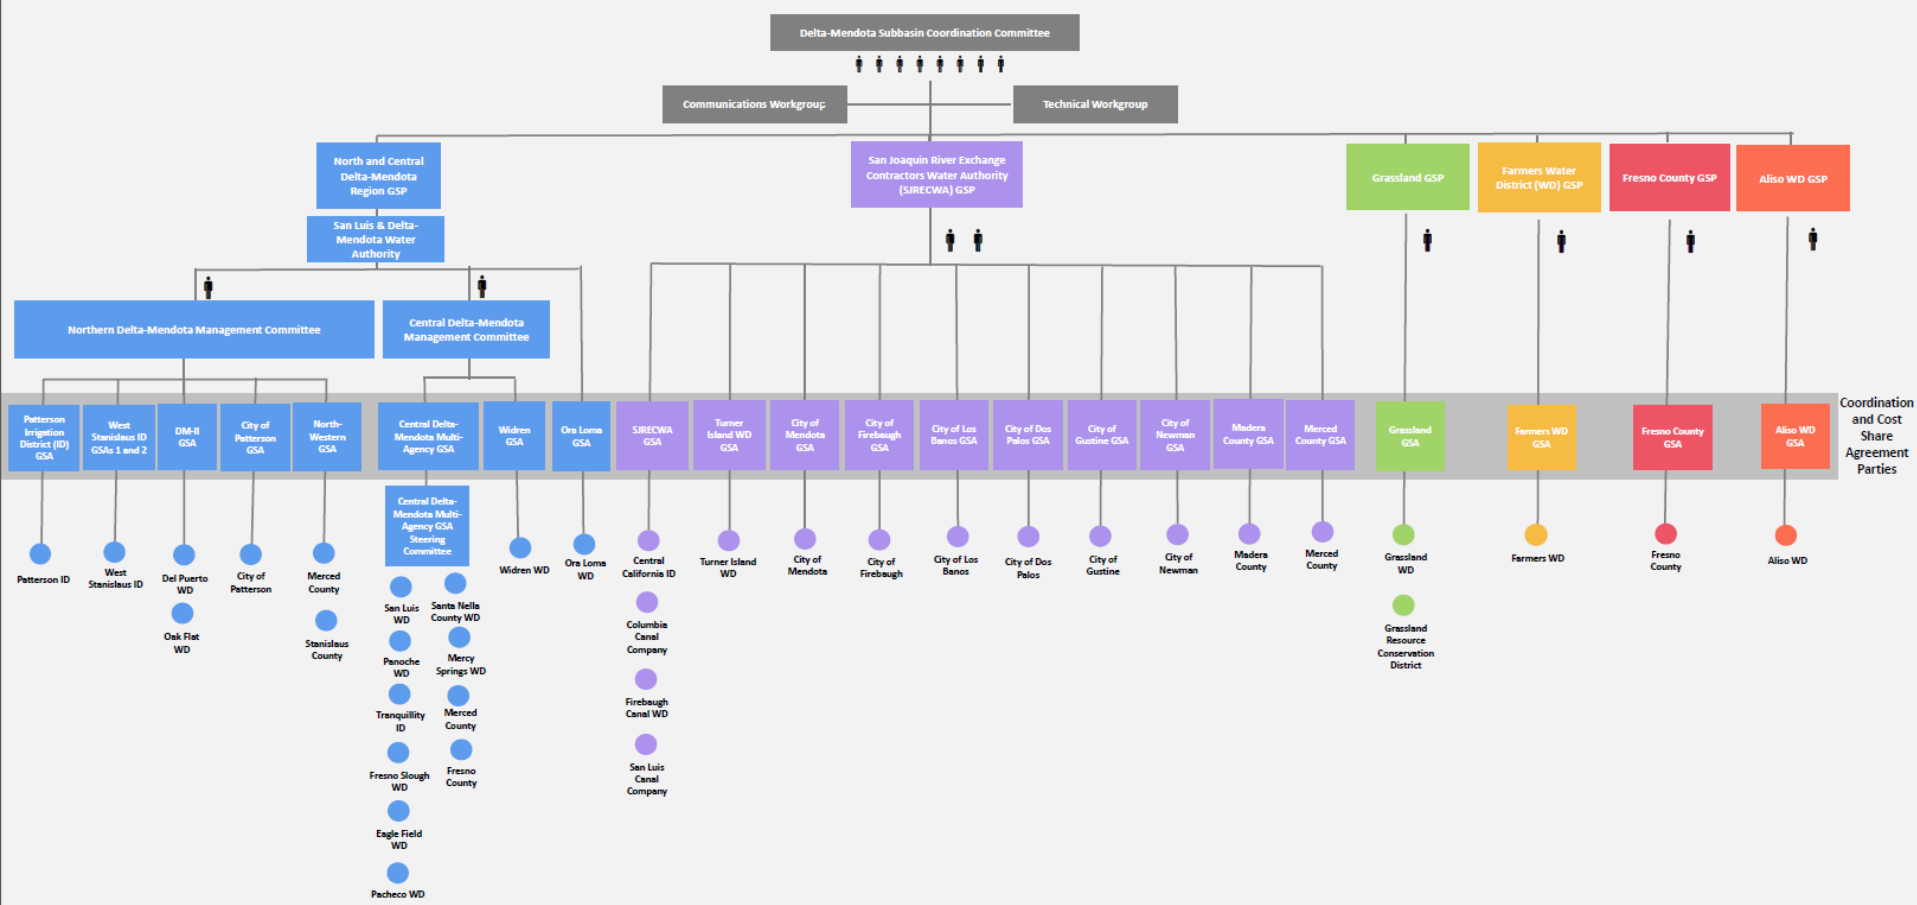 Delta-Mendota Subbasin Coordination Committee
Communications Workgroup
Technical Workgroup
North and Central
Delta-Mendota
Region GSP
San Joaquin River Exchange
Contractors Water Authority
(SJRECWA) GSP
Grassland GSP
Farmers Water
District (WD) GSP
Fresno County GSP
Aliso WD GSP
San Luis & Delta-
Mendota Water
Authority
Northern Delta-Mendota Management Committee
Central Delta-Mendota
Management Committee
Patterson
Irrigation
District (ID)
GSA
West
Stanislaus ID
GSAs 1 and 2
DM-II
GSA
City of
Patterson
GSA
North-
Western
GSA
Central Delta-
Mendota Multi-
Agency GSA
Widren
GSA
Ora Loma
GSA
SJRECWA
GSA
Turner
Island WD
GSA
City of
Mendota
GSA
City of
Firebaugh
GSA
City of Los
Banos GSA
City of Dos
Palos GSA
City of
Gustine GSA
City of
Newman
GSA
Madera
County GSA
Merced
County GSA
Grassland
GSA
Farmers WD
GSA
Fresno County
GSA
Aliso WD
GSA
Coordination
and Cost
Share
Agreement
Parties
Central Delta-
Mendota Multi-
Agency GSA
Steering
Committee
Patterson ID
West
Stanislaus ID
Del Puerto
WD
Oak Flat
WD
City of
Patterson
Merced
County
Stanislaus
County
San Luis
WD
Panoche
WD
Tranquillity
ID
Fresno Slough
WD
Eagle Field
WD
Pacheco WD
Santa Nella
County WD
Mercy
Springs WD
Merced
County
Fresno
County
Widren WD
Ora Loma
WD
Central
California ID
Columbia
Canal
Company
Firebaugh
Canal WD
San Luis
Canal
Company
Turner Island
WD
City of
Mendota
City of
Firebaugh
City of Los
Banos
City of Dos
Palos
City of
Gustine
City of
Newman
Madera
County
Merced
County
Grassland
WD
Grassland
Resource
Conservation
District
Farmers WD
Fresno
County
Aliso WD